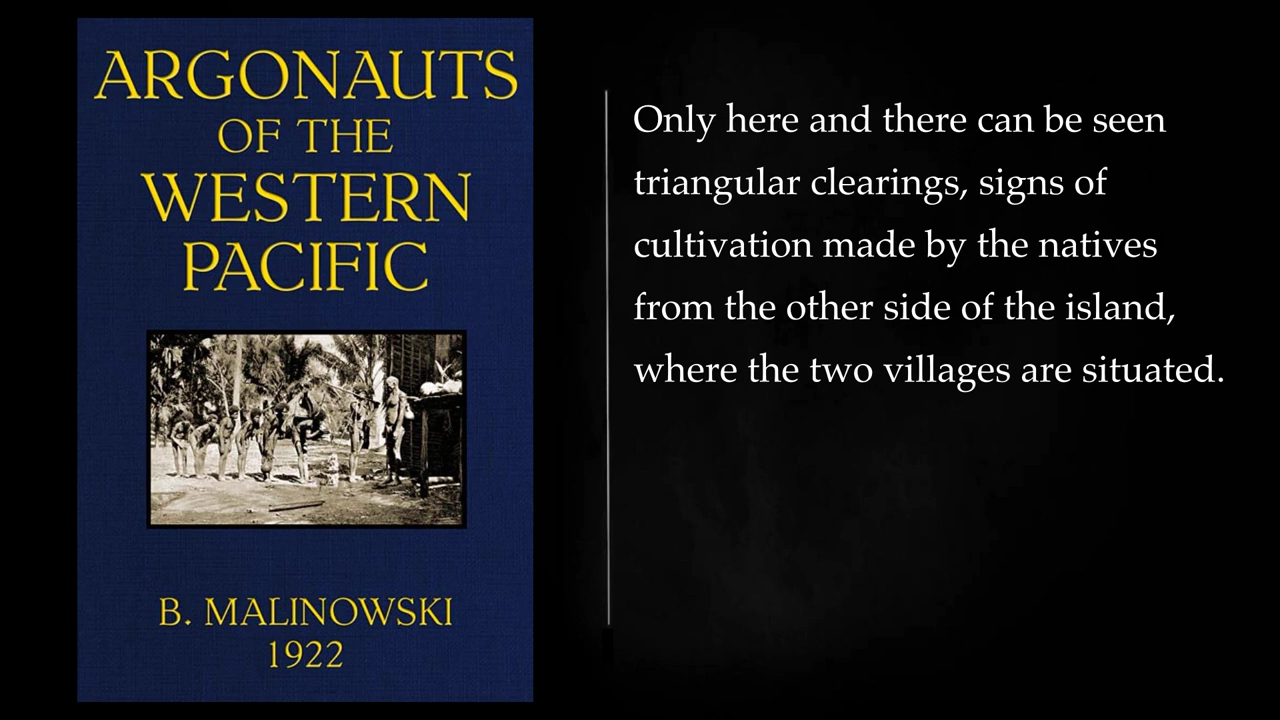 ARGONAUTS
OF THE
WESTERN
PACIFIC
B. MALINOWSKI
1922
Only here and there can be seen
triangular clearings, signs of
cultivation made by the natives
from the other side of the island,
where the two villages are situated.